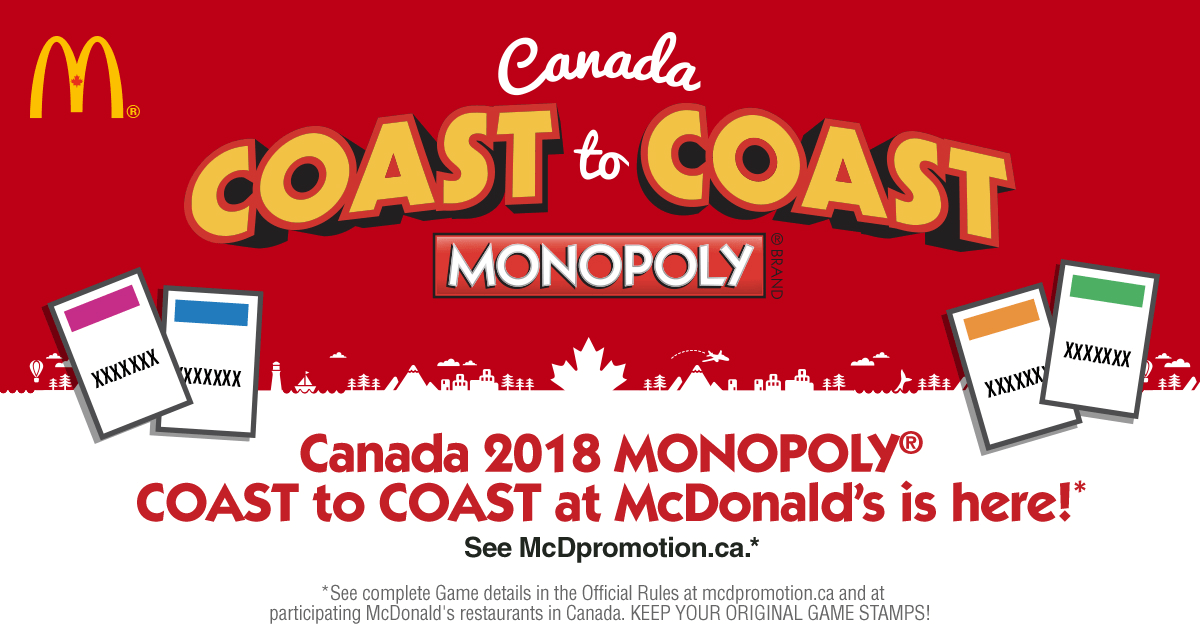 Canada
COAST to COAST
MONOPOLY ® BRAND
®
XXXXXXX
XXXXXXX
XXXXXXX
XXXXXXX
Canada 2018 MONOPOLY®
COAST to COAST at McDonald's is here!*
See McDpromotion.ca.*
*See complete Game details in the Official Rules at mcdpromotion.ca and at
participating McDonald's restaurants in Canada. KEEP YOUR ORIGINAL GAME STAMPS!